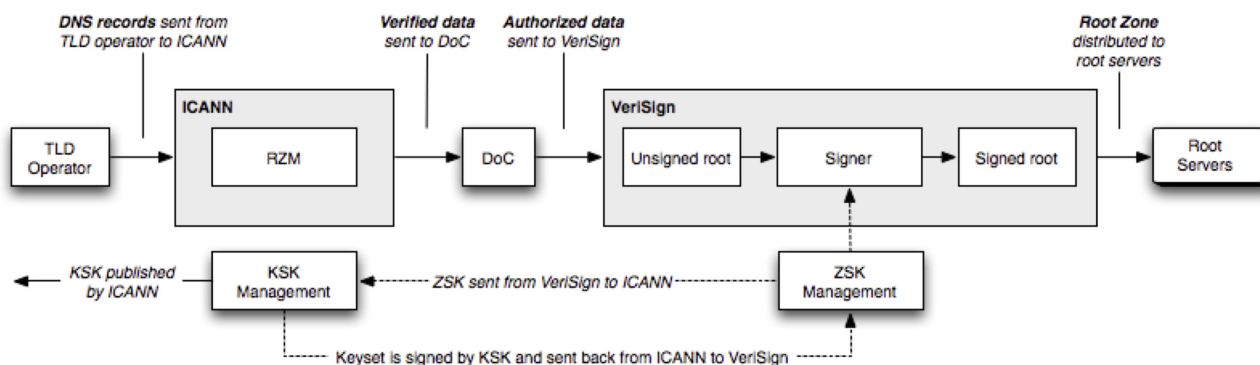 DNS records sent from
TLD operator to ICANN
Verified data
sent to DoC
Authorized data
sent to VeriSign
Root Zone
distributed to
root servers
ICANN
VeriSign
TLD
Operator
RZM
DoC
Unsigned root
Signer
Signed root
Root
Servers
KSK published
by ICANN
KSK
Management
ZSK sent from VeriSign to ICANN
ZSK
Management
Keyset is signed by KSK and sent back from ICANN to VeriSign